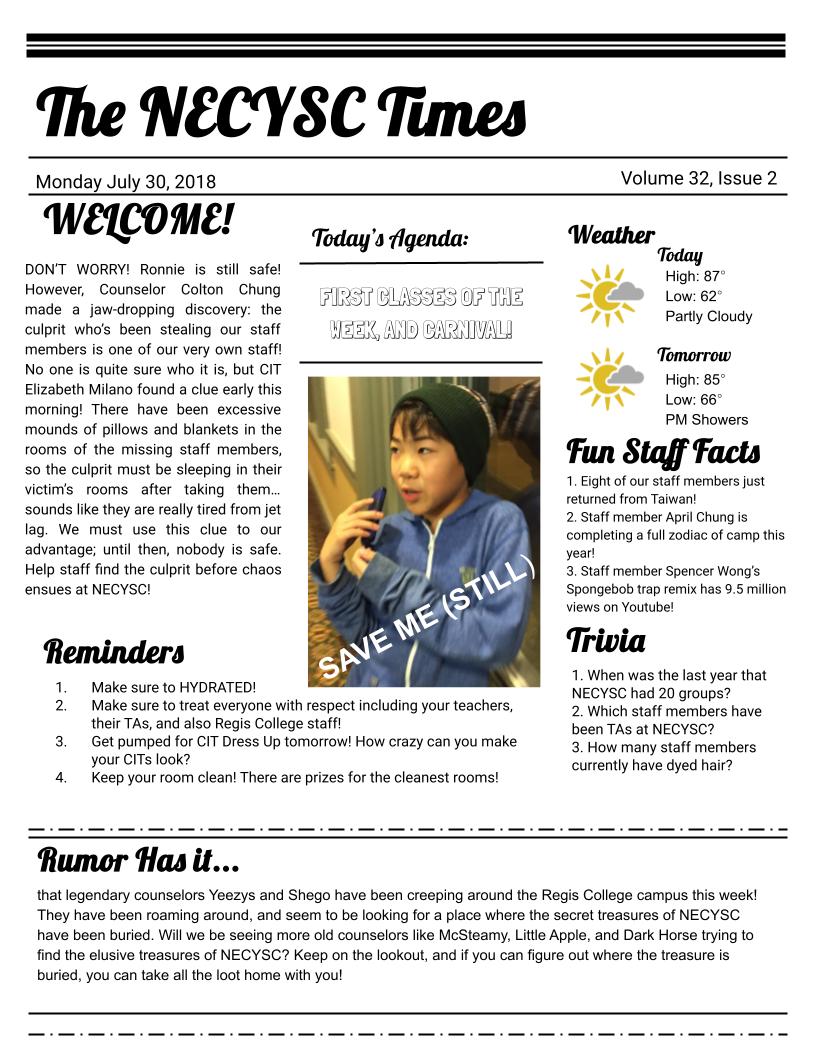 The NECYSC Times
Monday July 30, 2018
Volume 32, Issue 2
WELCOME!
DON'T WORRY! Ronnie is still safe!
However, Counselor Colton Chung
made a jaw-dropping discovery: the
culprit who's been stealing our staff
members is one of our very own staff!
No one is quite sure who it is, but CIT
Elizabeth Milano found a clue early this
morning! There have been excessive
mounds of pillows and blankets in the
rooms of the missing staff members,
so the culprit must be sleeping in their
victim's rooms after taking them…
sounds like they are really tired from jet
lag. We must use this clue to our
advantage; until then, nobody is safe.
Help staff find the culprit before chaos
ensues at NECYSC!
Today's Agenda:
FIRST CLASSES OF THE
WEEK, AND CARNIVAL!
SAVE ME (STILL)
Weather
Today
High: 87°
Low: 62°
Partly Cloudy
Tomorrow
High: 85°
Low: 66°
PM Showers
Fun Staff Facts
1. Eight of our staff members just
returned from Taiwan!
2. Staff member April Chung is
completing a full zodiac of camp this
year!
3. Staff member Spencer Wong's
Spongebob trap remix has 9.5 million
views on Youtube!
Reminders
1. Make sure to HYDRATED!
2. Make sure to treat everyone with respect including your teachers,
their TAs, and also Regis College staff!
3. Get pumped for CIT Dress Up tomorrow! How crazy can you make
your CITs look?
4. Keep your room clean! There are prizes for the cleanest rooms!
Trivia
1. When was the last year that
NECYSC had 20 groups?
2. Which staff members have
been TAs at NECYSC?
3. How many staff members
currently have dyed hair?
Rumor Has it...
that legendary counselors Yeezys and Shego have been creeping around the Regis College campus this week!
They have been roaming around, and seem to be looking for a place where the secret treasures of NECYSC
have been buried. Will we be seeing more old counselors like McSteamy, Little Apple, and Dark Horse trying to
find the elusive treasures of NECYSC? Keep on the lookout, and if you can figure out where the treasure is
buried, you can take all the loot home with you!